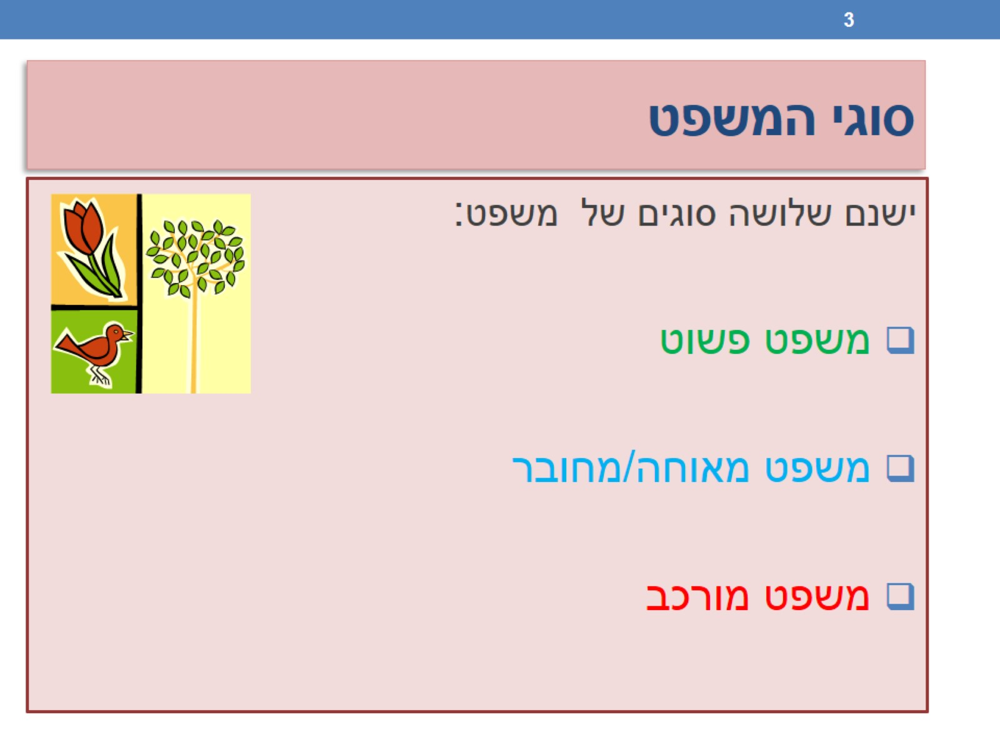 3
סוגי המשפט
ישנם שלושה סוגים של  משפט:
❑ משפט פשוט
❑ משפט מאוחה/מחובר
❑ משפט מורכב